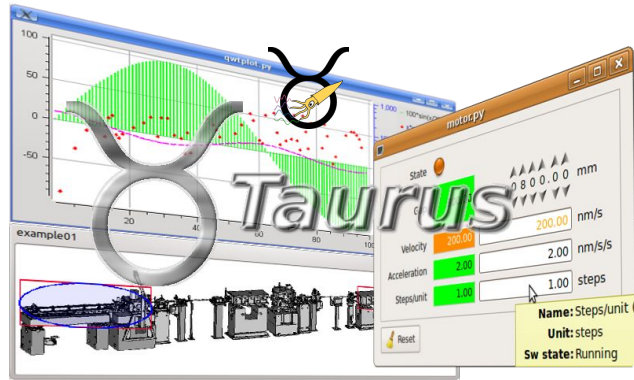 qwtplot.py
100
50
0
-50
20
40
60
80
100
1.000
Taurus
example01
motor.py
State
0800.00 mm
Velocity 200.00 200.00 nm/s
Acceleration 2.00 2.00 nm/s/s
Steps/unit 1.00 1.00 steps
Reset
Name: Steps/unit (
Unit: steps
Sw state: Running